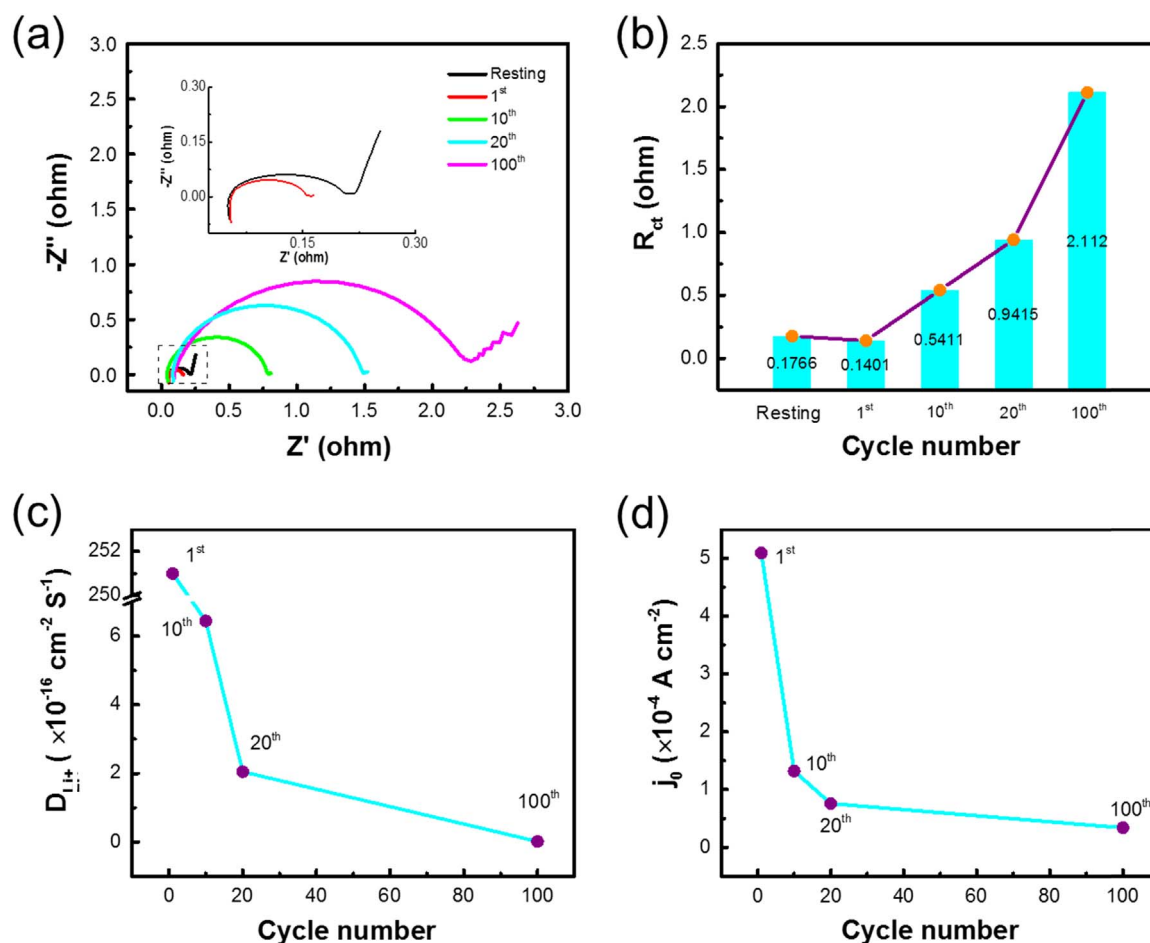 (a)
3.0
2.5
2.0
1.5
1.0
0.5
0.0
-Z'' (ohm)
0.0 0.5 1.0 1.5 2.0 2.5 3.0
Z' (ohm)
Resting
1st
10th
20th
100th
0.30
0.15
0.00
-Z'' (ohm)
0.15 0.30
Z' (ohm)
(b)
2.5
2.0
1.5
1.0
0.5
0.0
Rct (ohm)
0.1766
0.1401
0.5411
0.9415
2.112
Resting 1st 10th 20th 100th
Cycle number
(c)
252
250
6
4
2
0
DLi+ ( ×10-16 cm-2 S-1)
1st
10th
20th
100th
0 20 40 60 80 100
Cycle number
(d)
5
4
3
2
1
0
j0 (×10-4 A cm-2)
1st
10th
20th
100th
0 20 40 60 80 100
Cycle number